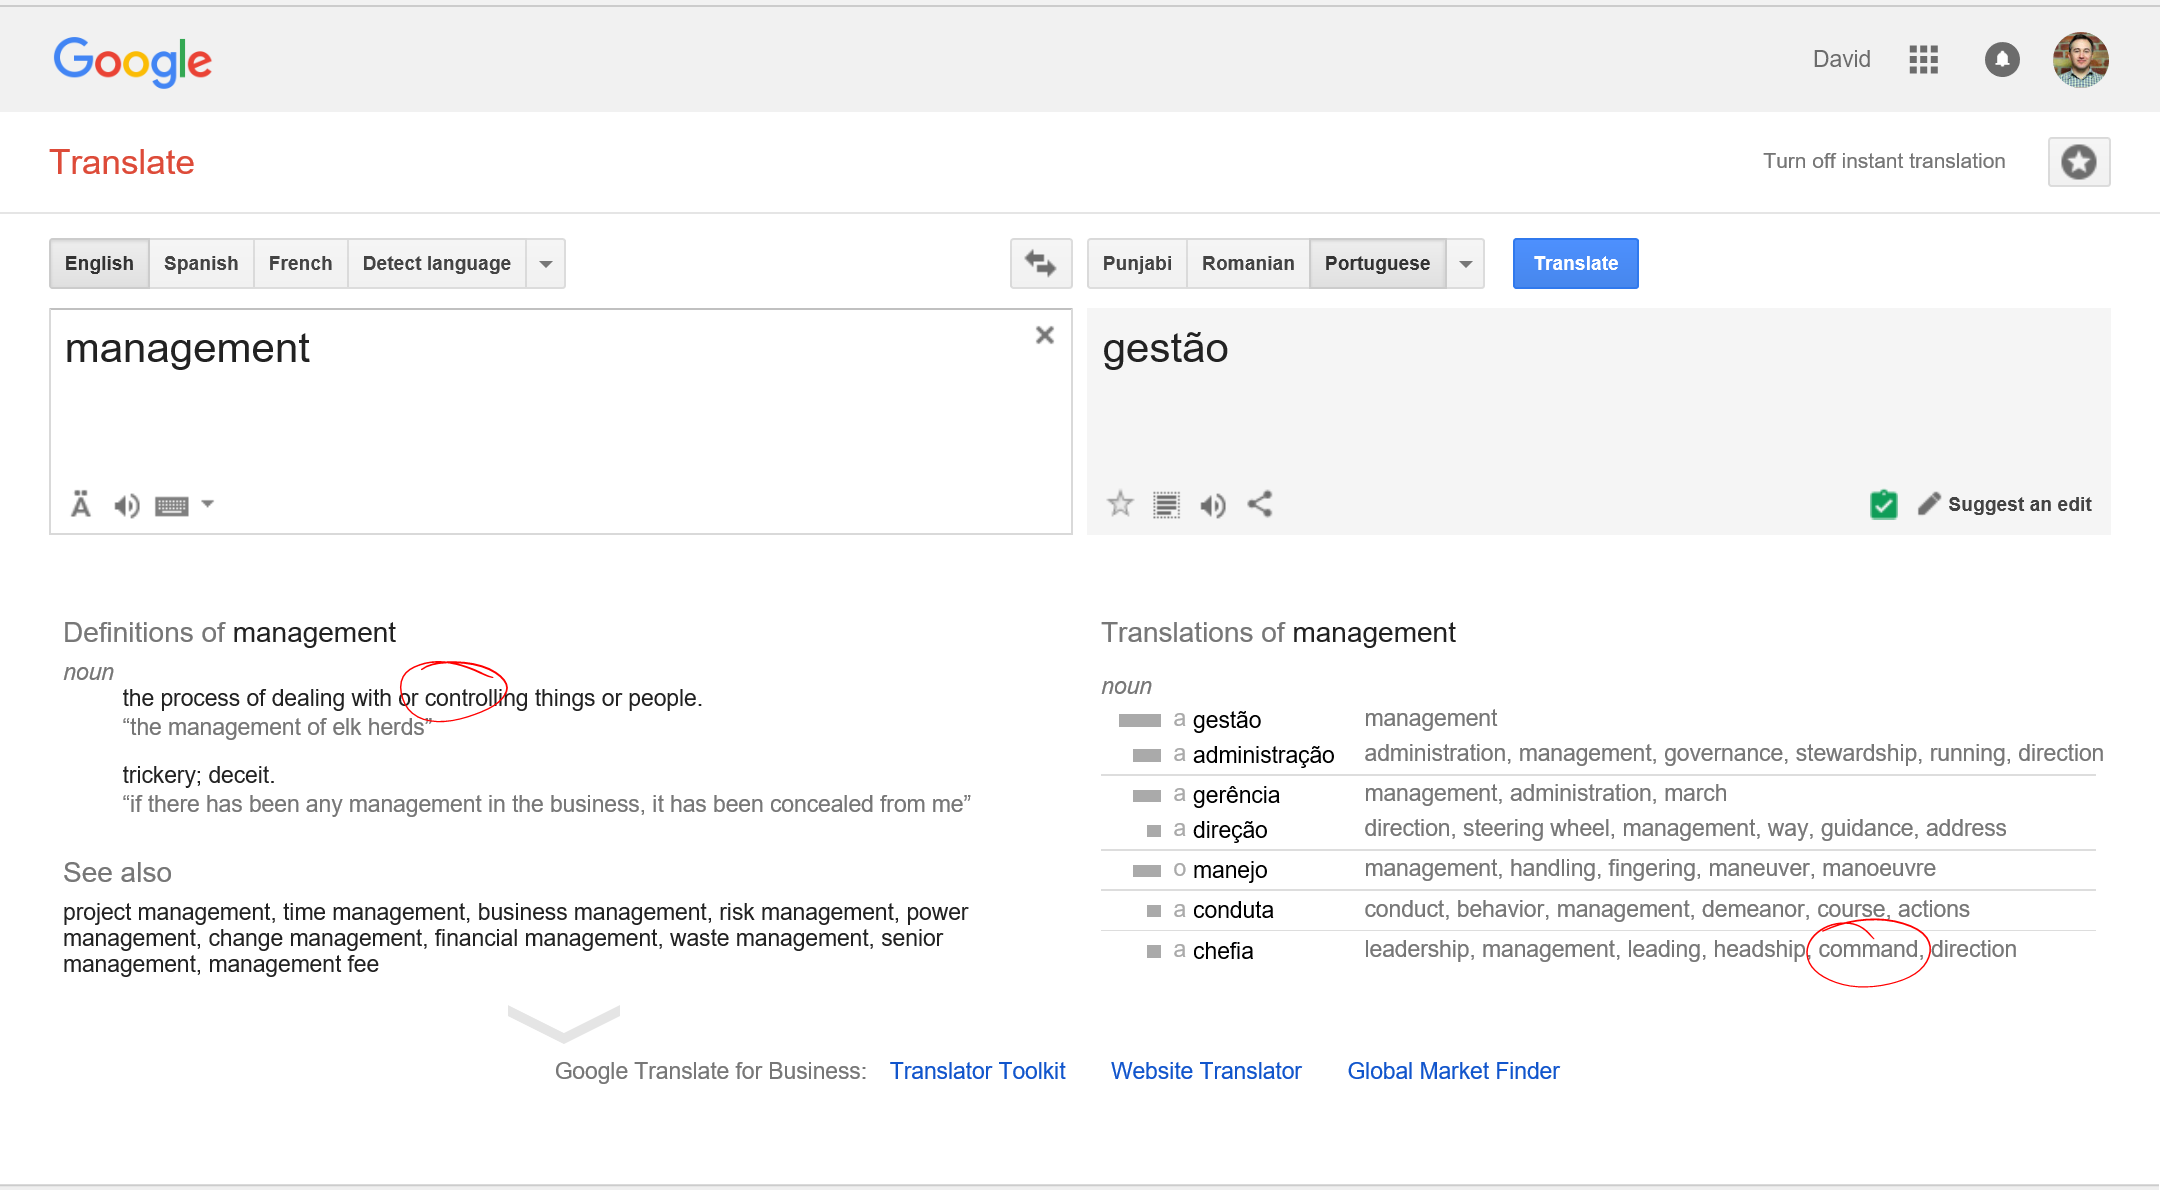 Google
David
Translate
Turn off instant translation
English Spanish French Detect language
Punjabi Romanian Portuguese Translate
management
gestão
Ä
Suggest an edit
Definitions of management
noun
the process of dealing with or controlling things or people.
“the management of elk herds”
trickery; deceit.
“if there has been any management in the business, it has been concealed from me”
See also
project management, time management, business management, risk management, power
management, change management, financial management, waste management, senior
management, management fee
Translations of management
noun
a gestão management
a administração administration, management, governance, stewardship, running, direction
a gerência management, administration, march
a direção direction, steering wheel, management, way, guidance, address
o manejo management, handling, fingering, maneuver, manoeuvre
a conduta conduct, behavior, management, demeanor, course, actions
a chefia leadership, management, leading, headship, command, direction
Google Translate for Business: Translator Toolkit Website Translator Global Market Finder